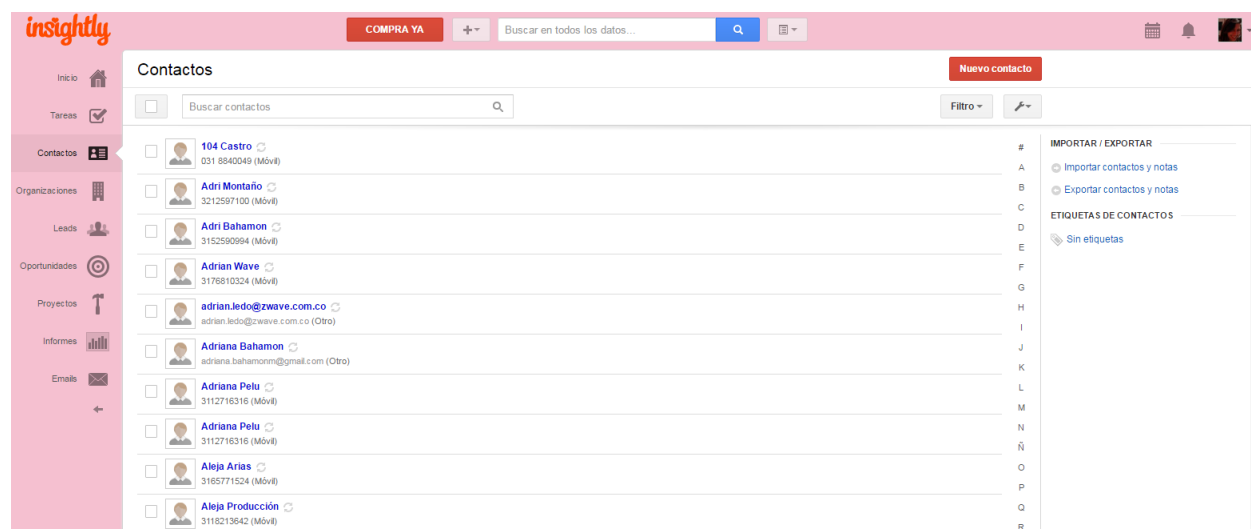 insightly
COMPRA YA
Buscar en todos los datos...
Inicio
Tareas
Contactos
Organizaciones
Leads
Oportunidades
Proyectos
Informes
Emails
Contactos
Nuevo contacto
Buscar contactos
Filtro
104 Castro
031 8840049 (Móvil)
Adri Montaño
3212597100 (Móvil)
Adri Bahamon
3152590994 (Móvil)
Adrian Wave
3176810324 (Móvil)
adrian.ledo@zwave.com.co
adrian.ledo@zwave.com.co (Otro)
Adriana Bahamon
adriana.bahamonm@gmail.com (Otro)
Adriana Pelu
3112716316 (Móvil)
Adriana Pelu
3112716316 (Móvil)
Aleja Arias
3165771524 (Móvil)
Aleja Producción
3118213642 (Móvil)
#
A
B
C
D
E
F
G
H
I
J
K
L
M
N
Ñ
O
P
Q
R
IMPORTAR / EXPORTAR
Importar contactos y notas
Exportar contactos y notas
ETIQUETAS DE CONTACTOS
Sin etiquetas